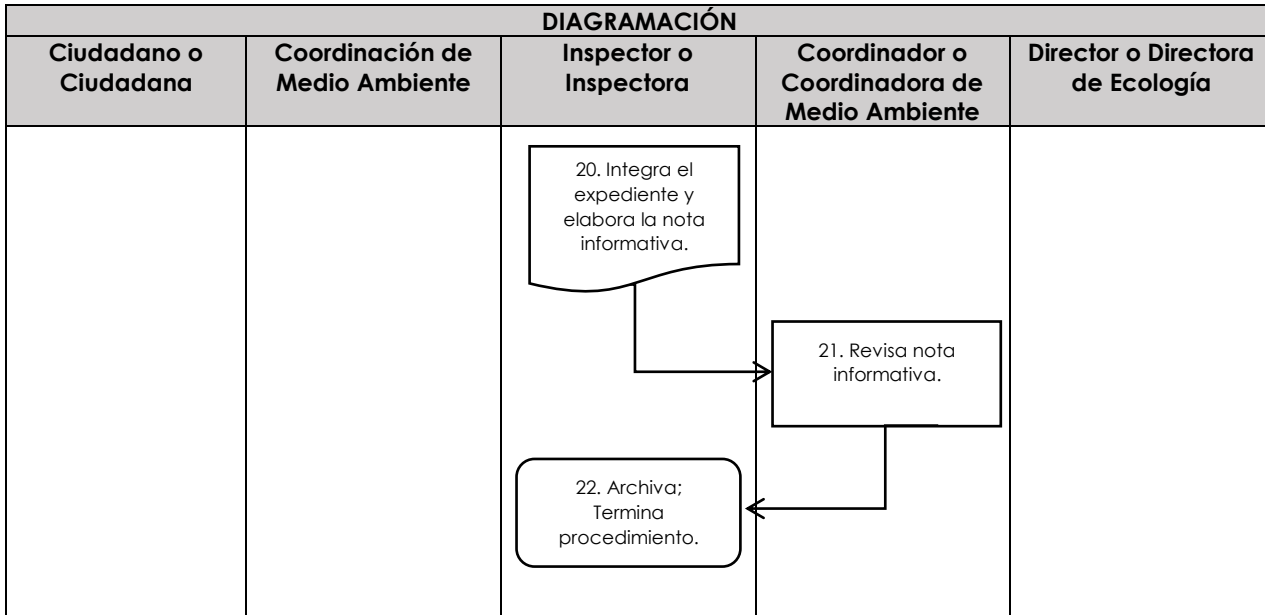 DIAGRAMACIÓN
Ciudadano o
Ciudadana
Coordinación de
Medio Ambiente
Inspector o
Inspectora
Coordinador o
Coordinadora de
Medio Ambiente
Director o Directora
de Ecología
20. Integra el
expediente y
elabora la nota
informativa.
21. Revisa nota
informativa.
22. Archiva;
Termina
procedimiento.